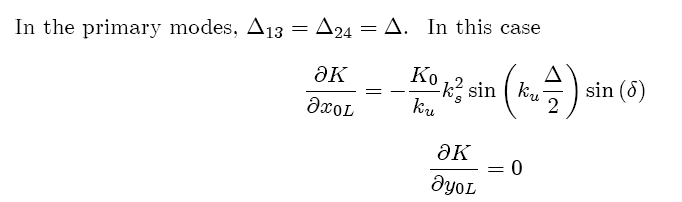 In the primary modes, Δ₁₃ = Δ₂₄ = Δ. In this case
∂K/∂x₀L = −(K₀/kᵤ) kₛ² sin (kᵤ Δ/2) sin (δ)
∂K/∂y₀L = 0